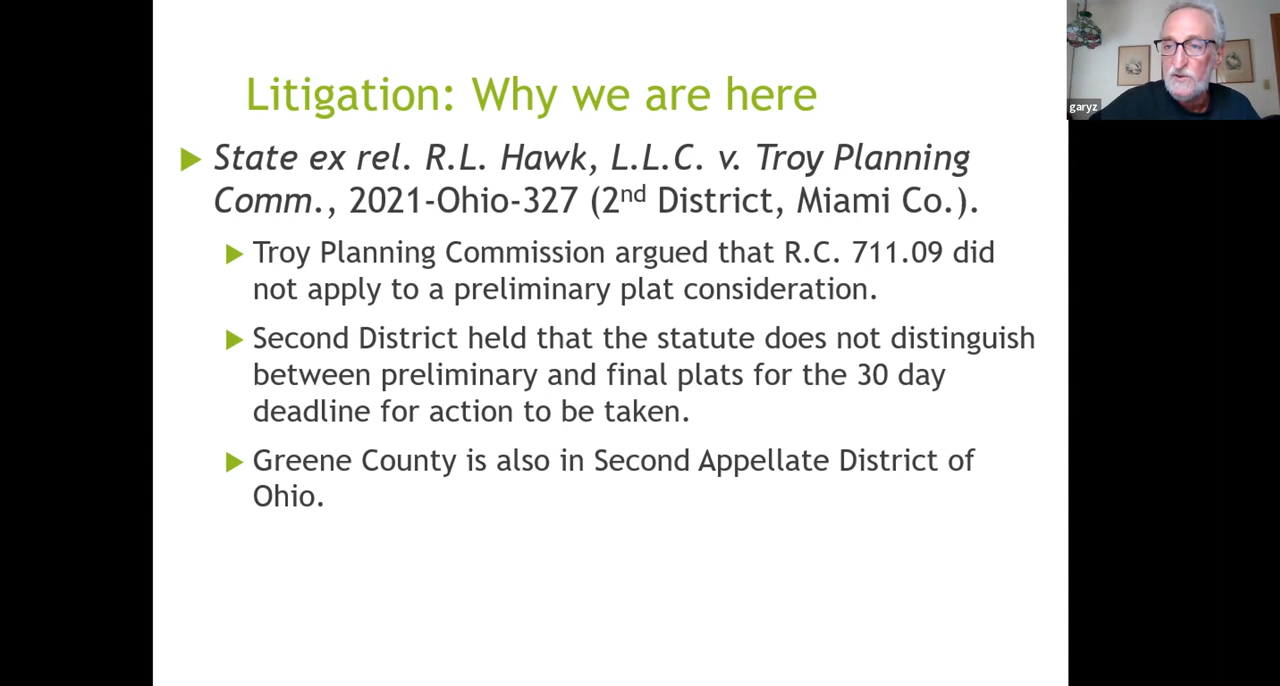 Litigation: Why we are here
State ex rel. R.L. Hawk, L.L.C. v. Troy Planning
Comm., 2021-Ohio-327 (2nd District, Miami Co.).
Troy Planning Commission argued that R.C. 711.09 did
not apply to a preliminary plat consideration.
Second District held that the statute does not distinguish
between preliminary and final plats for the 30 day
deadline for action to be taken.
Greene County is also in Second Appellate District of
Ohio.
garyz